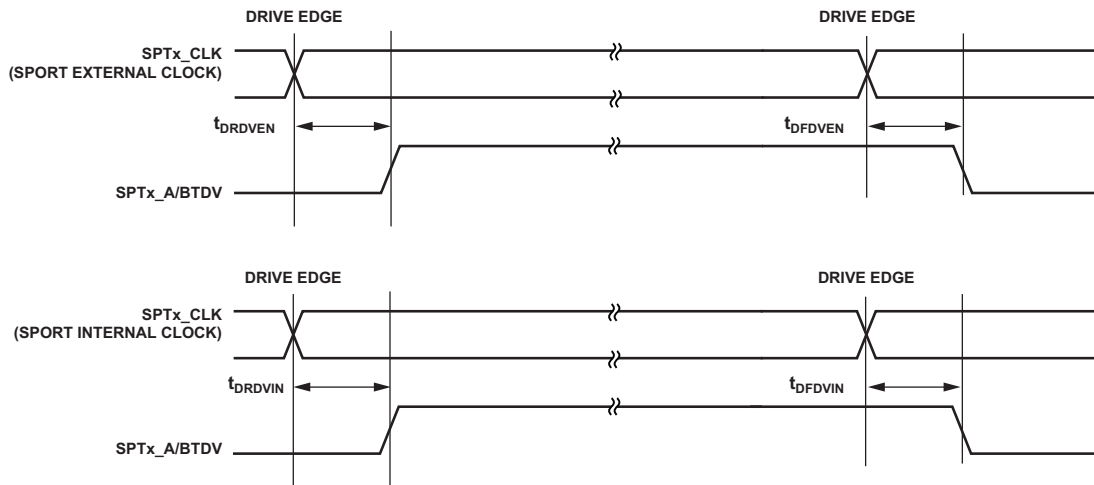 DRIVE EDGE DRIVE EDGE
SPTx_CLK
(SPORT EXTERNAL CLOCK)
tDRDVEN tDFDVEN
SPTx_A/BTDV
DRIVE EDGE DRIVE EDGE
SPTx_CLK
(SPORT INTERNAL CLOCK)
tDRDVIN tDFDVIN
SPTx_A/BTDV